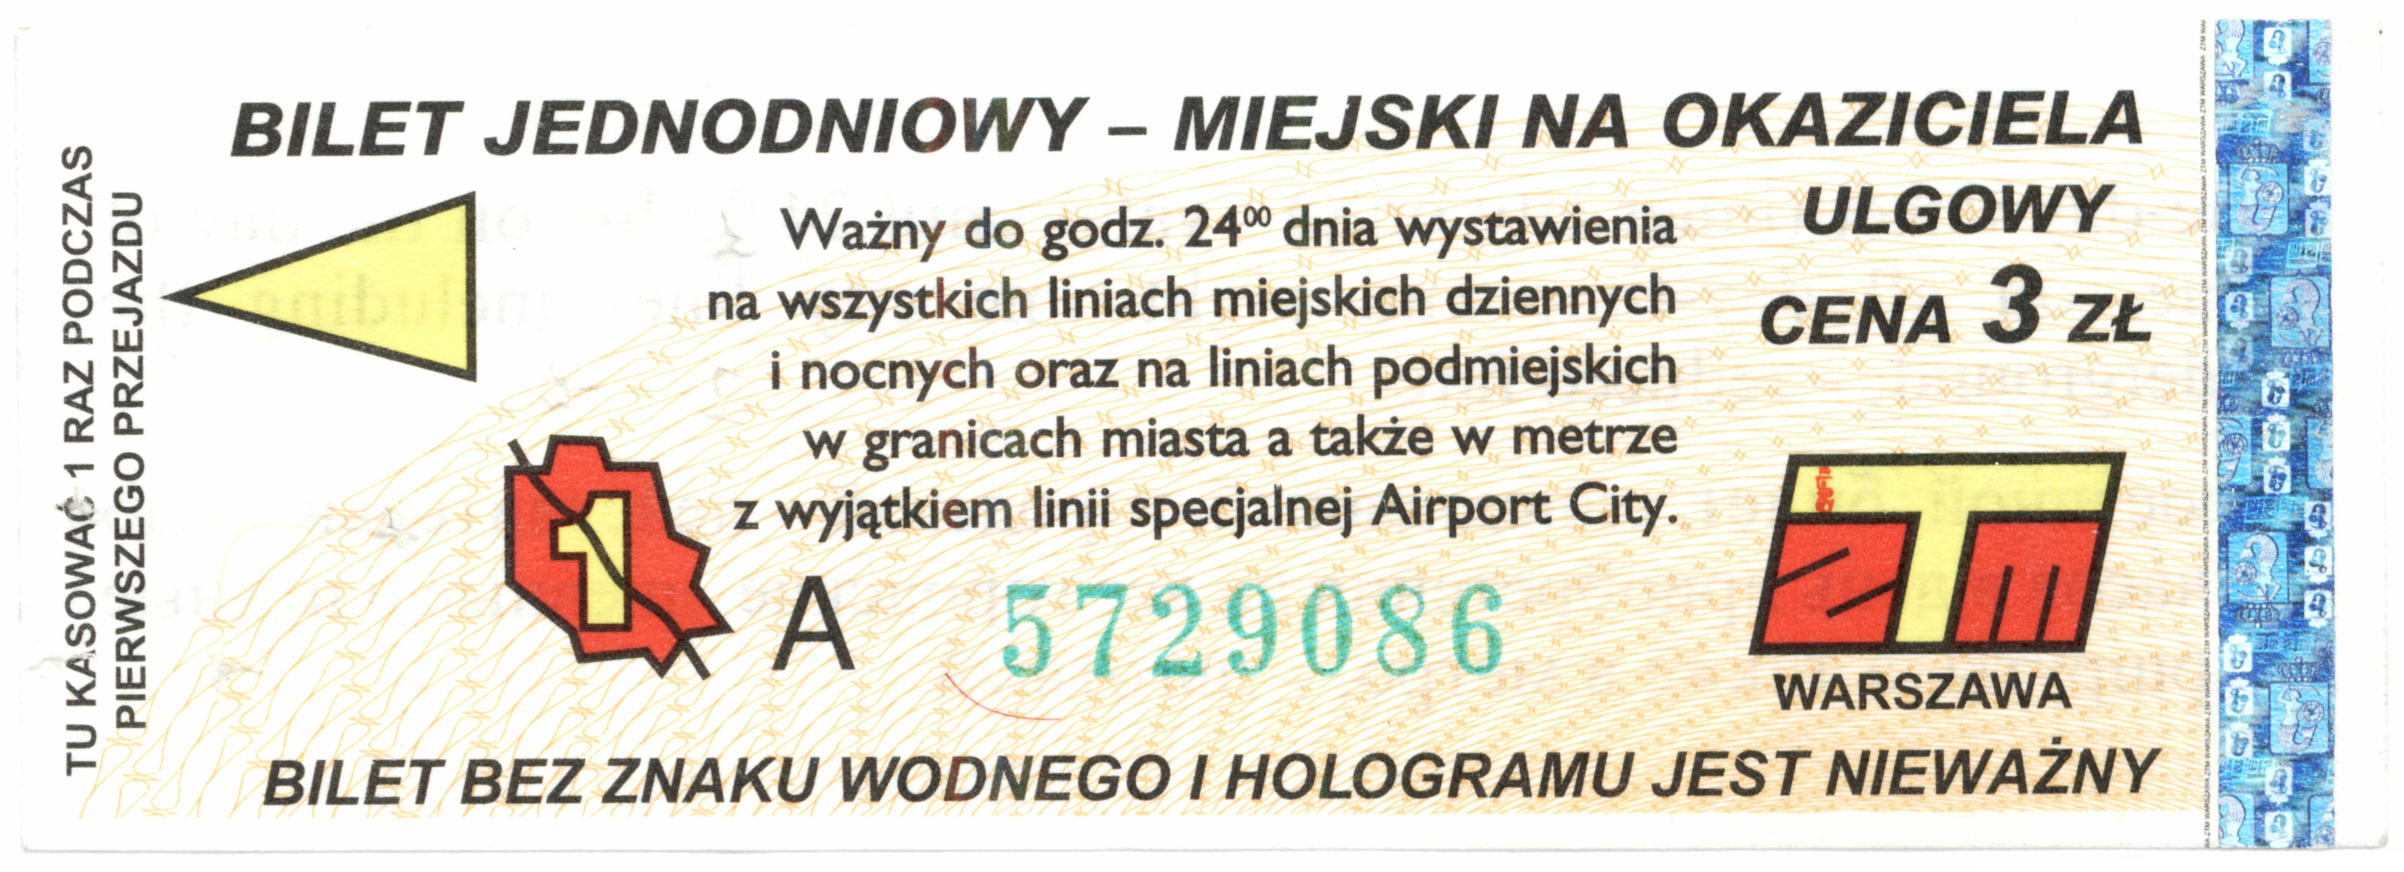 BILET JEDNODNIOWY – MIEJSKI NA OKAZICIELA
TU KASOWAĆ 1 RAZ PODCZAS
PIERWSZEGO PRZEJAZDU
Ważny do godz. 24⁰⁰ dnia wystawienia
na wszystkich liniach miejskich dziennych
i nocnych oraz na liniach podmiejskich
w granicach miasta a także w metrze
z wyjątkiem linii specjalnej Airport City.
ULGOWY
CENA 3 ZŁ
1
A 5729086
ZTM
WARSZAWA
BILET BEZ ZNAKU WODNEGO I HOLOGRAMU JEST NIEWAŻNY